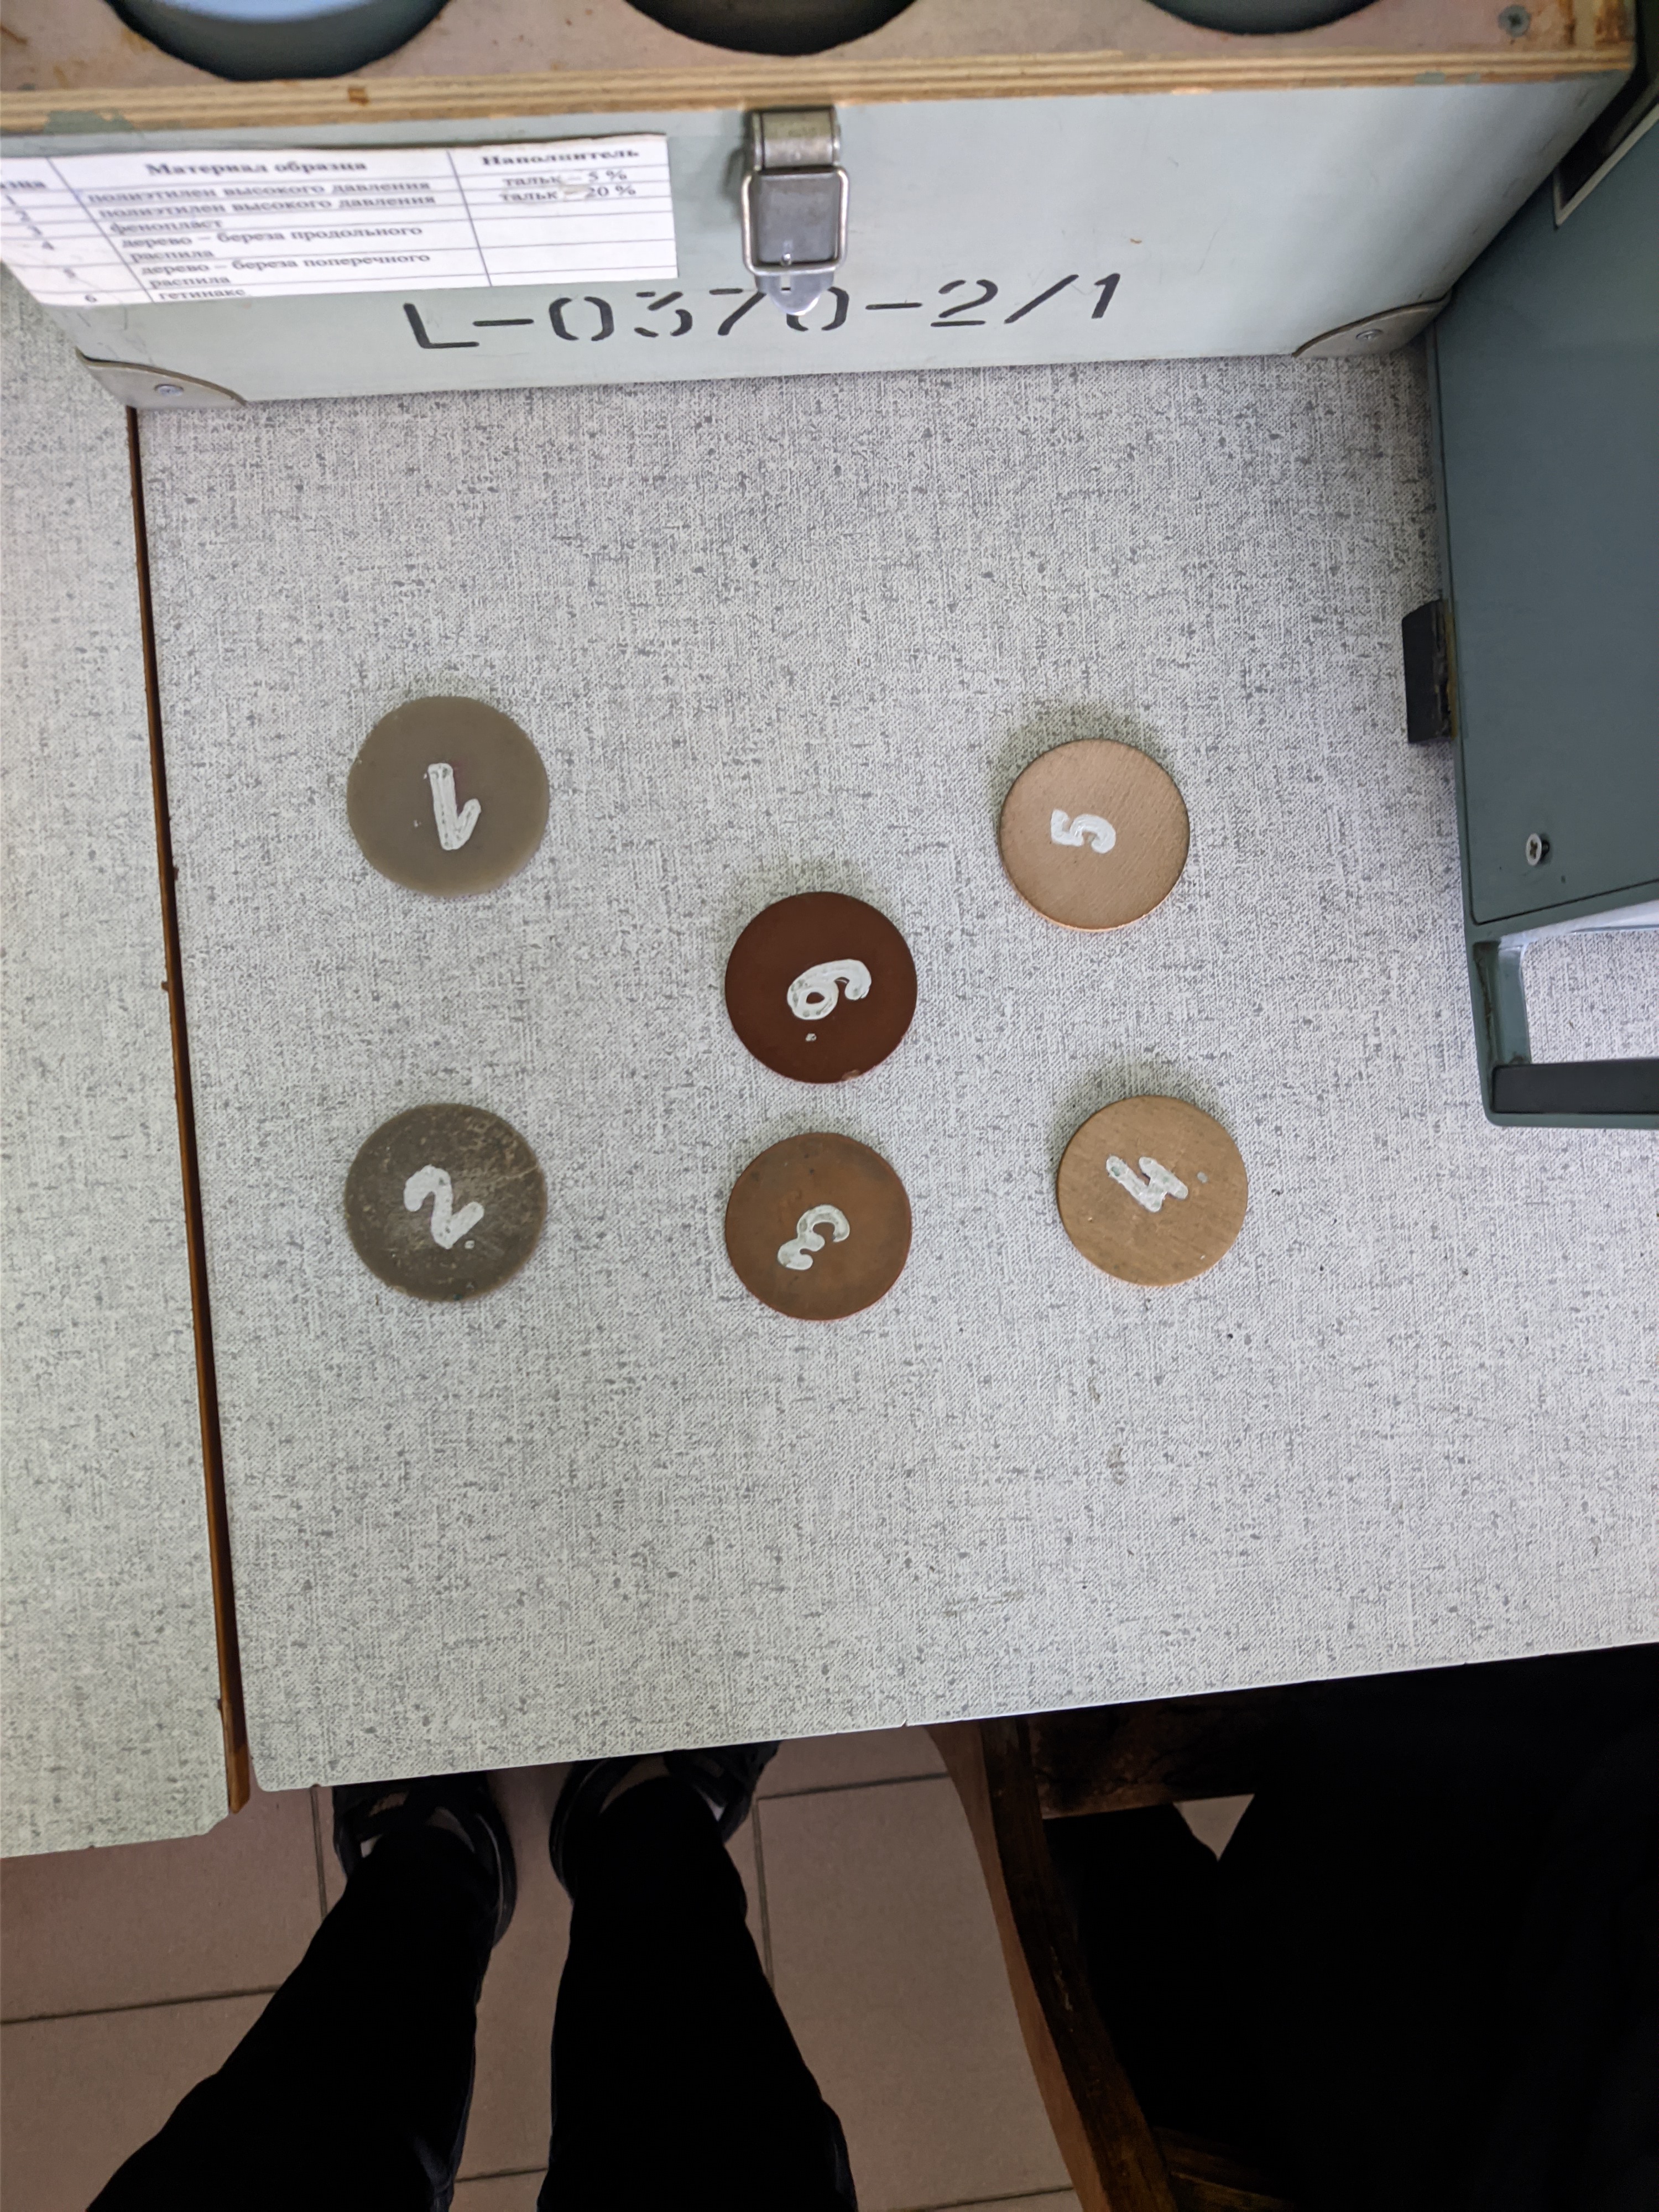 Материал образца Наполнитель
1 полиэтилен высокого давления тальк – 5 %
2 полиэтилен высокого давления тальк – 20 %
3 фенопласт
4 дерево – береза продольного
распила
5 дерево – береза поперечного
распила
6 гетинакс
L-0370-2/1
1
5
6
2
3
4